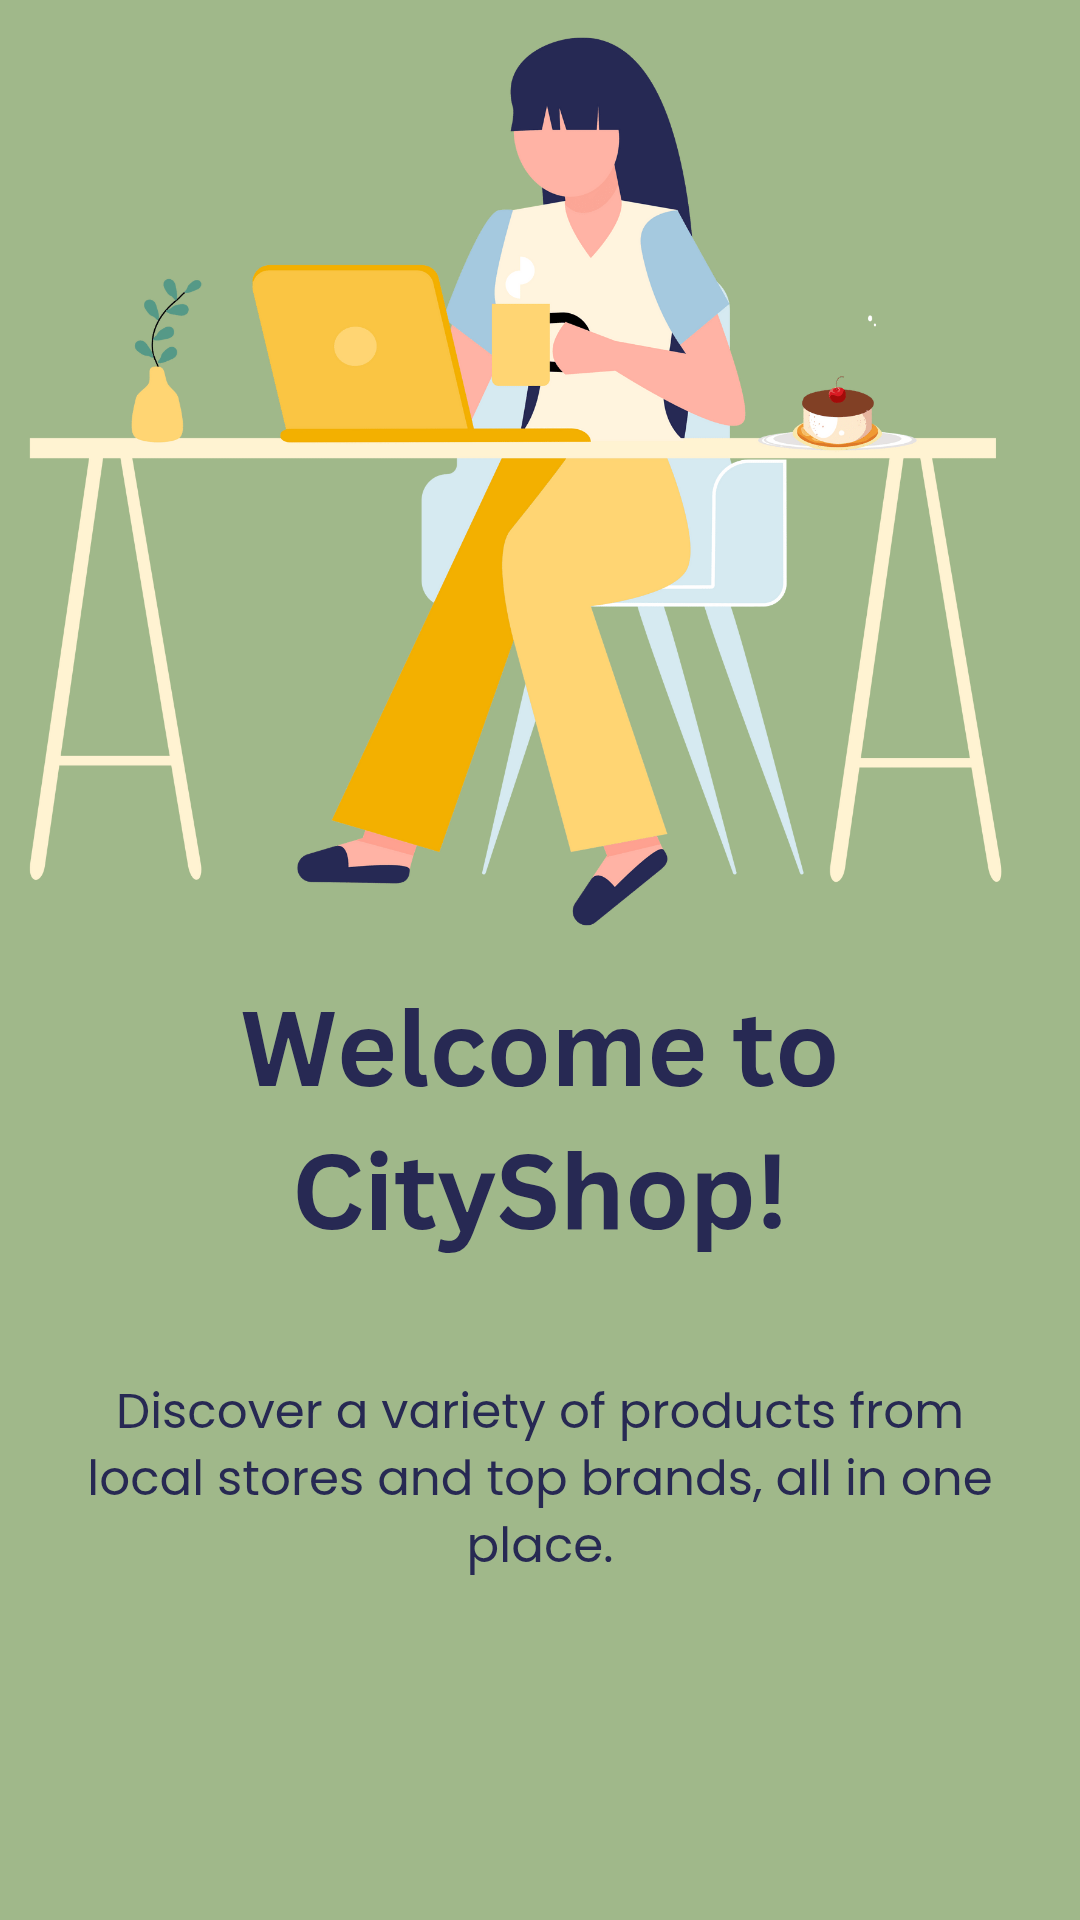 Welcome to
CityShop!
Discover a variety of products from
local stores and top brands, all in one
place.